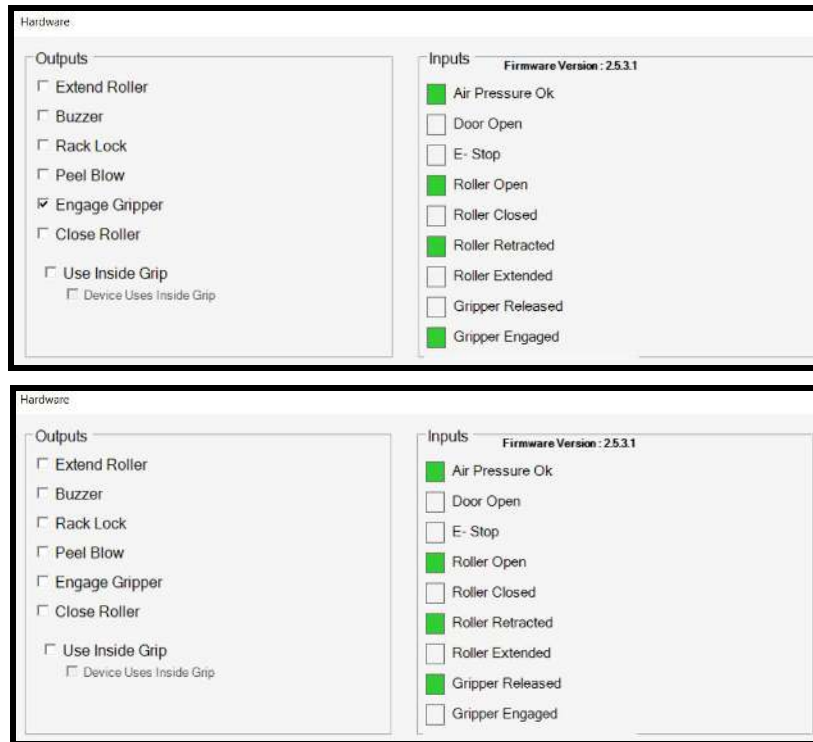 Hardware
Outputs
Extend Roller
Buzzer
Rack Lock
Peel Blow
Engage Gripper
Close Roller
Use Inside Grip
Device Uses Inside Grip
Inputs
Firmware Version : 2.5.3.1
Air Pressure Ok
Door Open
E- Stop
Roller Open
Roller Closed
Roller Retracted
Roller Extended
Gripper Released
Gripper Engaged
Hardware
Outputs
Extend Roller
Buzzer
Rack Lock
Peel Blow
Engage Gripper
Close Roller
Use Inside Grip
Device Uses Inside Grip
Inputs
Firmware Version : 2.5.3.1
Air Pressure Ok
Door Open
E- Stop
Roller Open
Roller Closed
Roller Retracted
Roller Extended
Gripper Released
Gripper Engaged